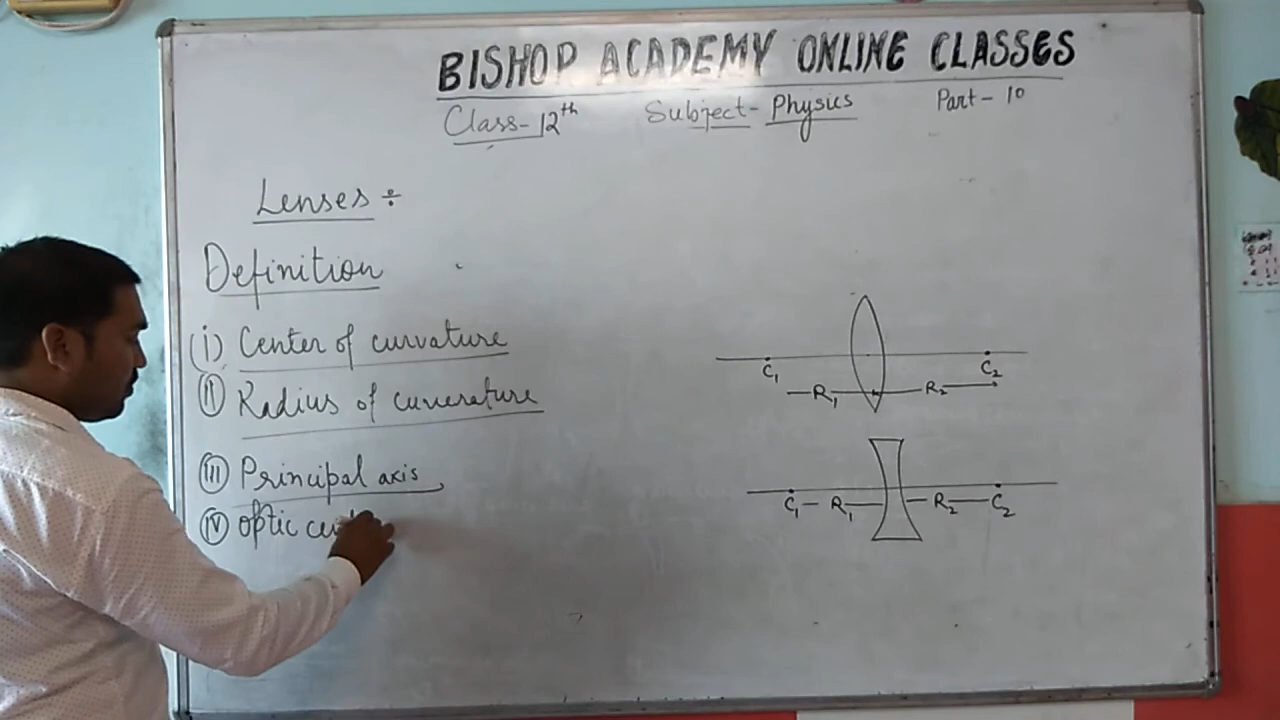 BISHOP ACADEMY ONLINE CLASSES
Class-12th Subject- Physics Part-10
Lenses ÷
Definition
(i) Center of curvature
(II) Radius of curverature
(III) Principal axis
(IV) optic
C1 C2
R1 R2
C1 R1 R2 C2